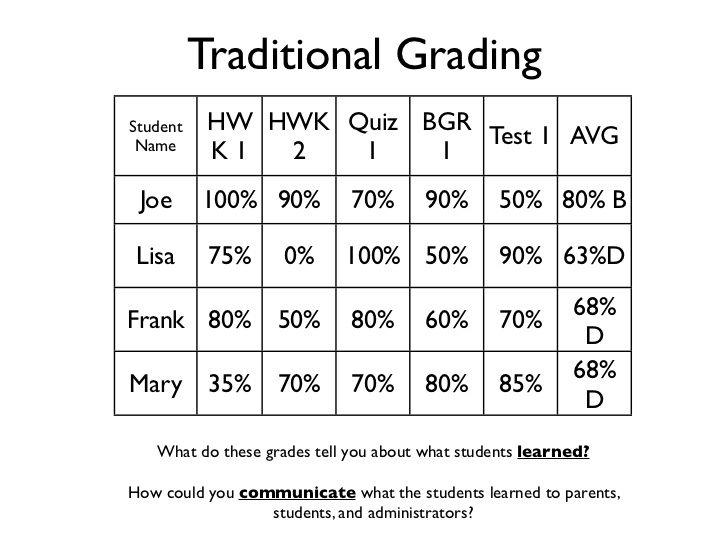 Traditional Grading
Student Name HW K 1 HWK 2 Quiz 1 BGR 1 Test 1 AVG
Joe 100% 90% 70% 90% 50% 80% B
Lisa 75% 0% 100% 50% 90% 63%D
Frank 80% 50% 80% 60% 70% 68% D
Mary 35% 70% 70% 80% 85% 68% D
What do these grades tell you about what students learned?
How could you communicate what the students learned to parents,
students, and administrators?